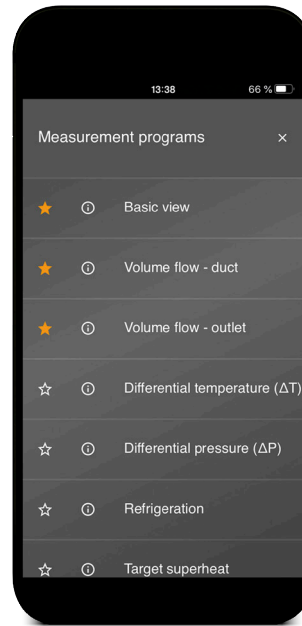 13:38 66 %
Measurement programs ×
Basic view
Volume flow - duct
Volume flow - outlet
Differential temperature (ΔT)
Differential pressure (ΔP)
Refrigeration
Target superheat